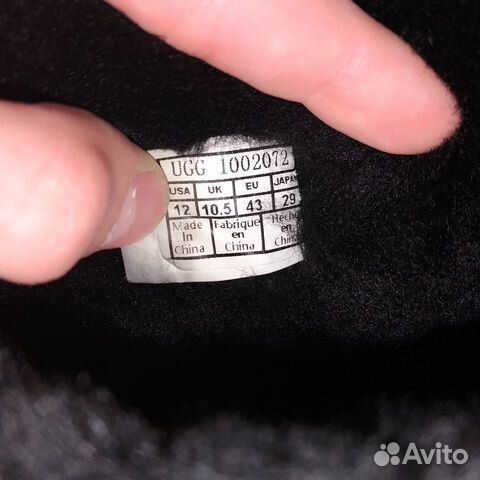 UGG 1002072
USA UK EU JAPAN
12 10.5 43 29
Made Fabrique Hecho
In en en
China China China
Avito